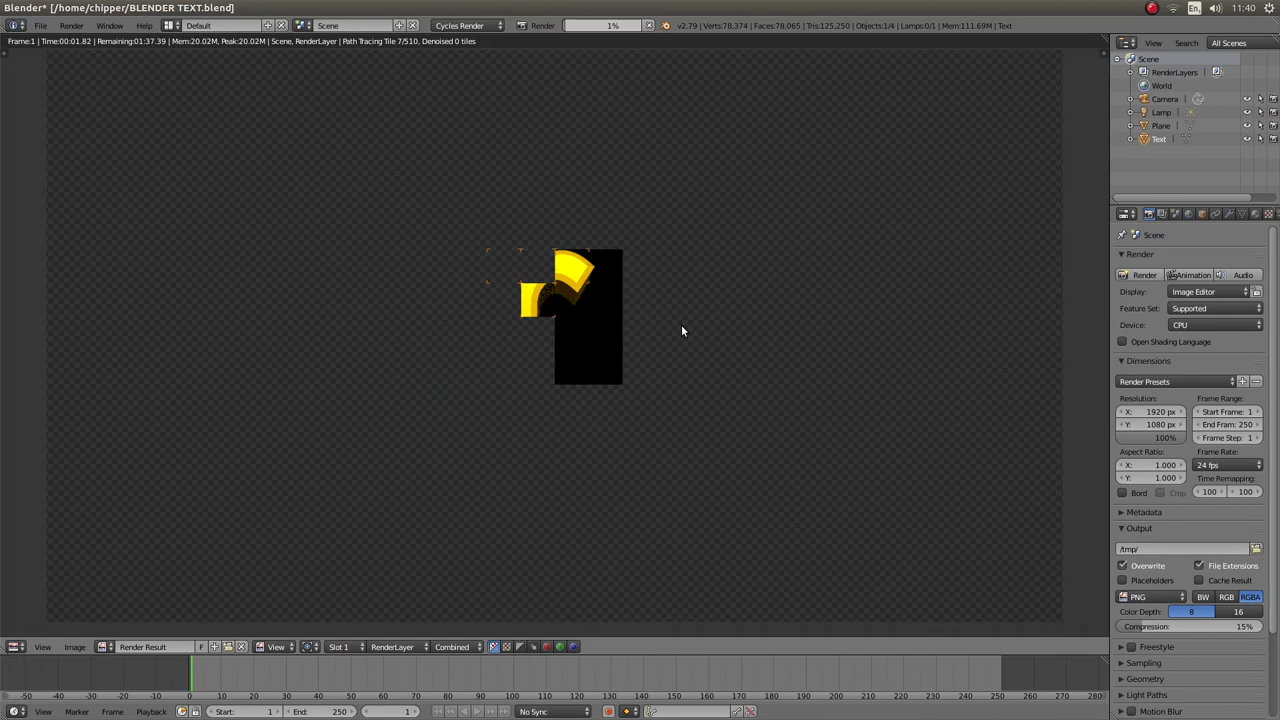 Blender* [/home/chipper/BLENDER TEXT.blend]
En
11:40
File Render Window Help
Default
Scene
Cycles Render
Render
1%
v2.79 | Verts:78,374 | Faces:78,065 | Tris:125,250 | Objects:1/4 | Lamps:0/1 | Mem:111.69M | Text
Frame:1 | Time:00:01.82 | Remaining:01:37.39 | Mem:20.02M, Peak:20.02M | Scene, RenderLayer | Path Tracing Tile 7/510, Denoised 0 tiles
View Search All Scenes
Scene
RenderLayers
World
Camera
Lamp
Plane
Text
Scene
Render
Render Animation Audio
Display: Image Editor
Feature Set: Supported
Device: CPU
Open Shading Language
Dimensions
Render Presets
Resolution: Frame Range:
X: 1920 px Start Frame: 1
Y: 1080 px End Fram: 250
100% Frame Step: 1
Aspect Ratio: Frame Rate:
X: 1.000 24 fps
Y: 1.000 Time Remapping:
Bord Crop 100 100
Metadata
Output
/tmp/
Overwrite File Extensions
Placeholders Cache Result
PNG BW RGB RGBA
Color Depth: 8 16
Compression: 15%
Freestyle
Sampling
Geometry
Light Paths
Motion Blur
View Image Render Result F View Slot 1 RenderLayer Combined
-50 -40 -30 -20 -10 0 10 20 30 40 50 60 70 80 90 100 110 120 130 140 150 160 170 180 190 200 210 220 230 240 250 260 270 280
View Marker Frame Playback Start: 1 End: 250 1 No Sync